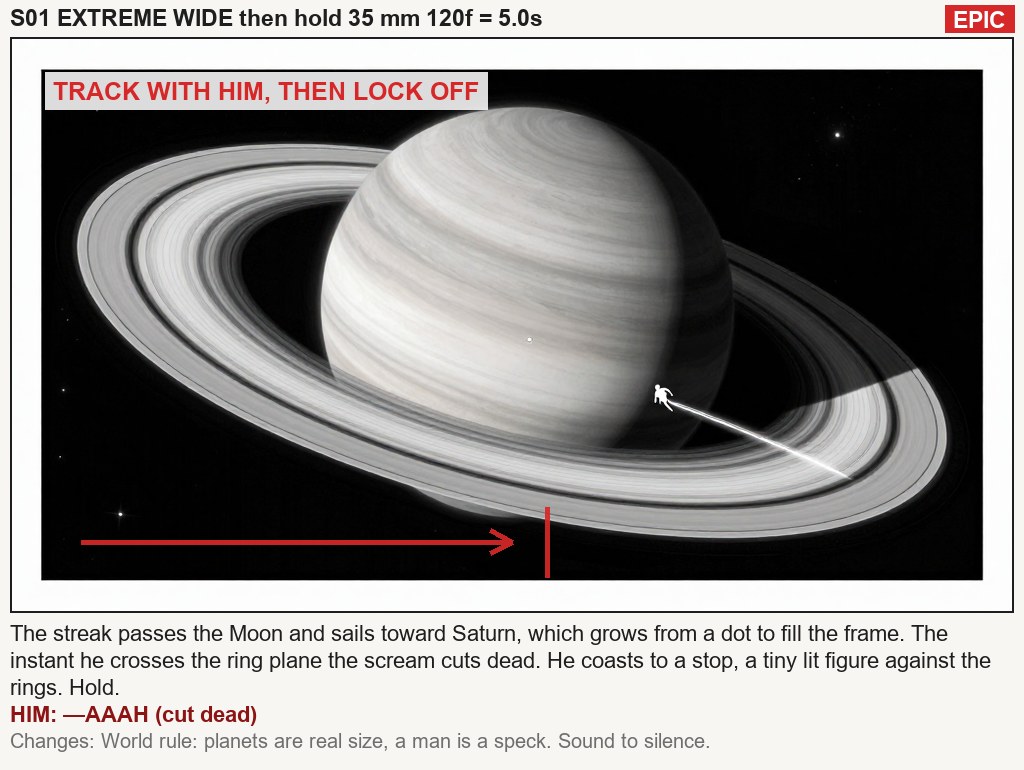 S01 EXTREME WIDE then hold 35 mm 120f = 5.0s
EPIC
TRACK WITH HIM, THEN LOCK OFF
The streak passes the Moon and sails toward Saturn, which grows from a dot to fill the frame. The
instant he crosses the ring plane the scream cuts dead. He coasts to a stop, a tiny lit figure against the
rings. Hold.
HIM: —AAAH (cut dead)
Changes: World rule: planets are real size, a man is a speck. Sound to silence.